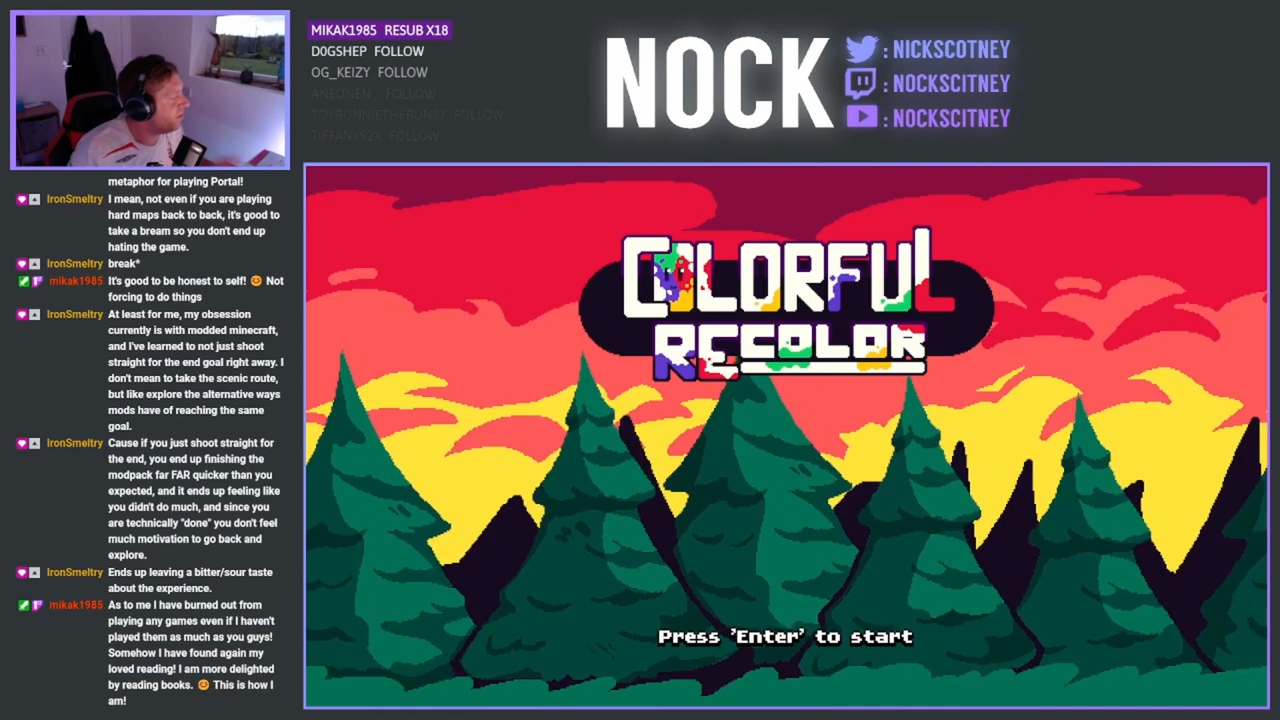 MIKAK1985 RESUB X18
D0GSHEP FOLLOW
OG_KEIZY FOLLOW
ANEONEN_ FOLLOW
TOYBONNIETHEBUN87 FOLLOW
TIFFANY92X FOLLOW
NOCK
: NICKSCOTNEY
: NOCKSCITNEY
: NOCKSCITNEY
metaphor for playing Portal!
IronSmeltry I mean, not even if you are playing
hard maps back to back, it's good to
take a bream so you don't end up
hating the game.
IronSmeltry break*
mikak1985 It's good to be honest to self! 😊 Not
forcing to do things
IronSmeltry At least for me, my obsession
currently is with modded minecraft,
and I've learned to not just shoot
straight for the end goal right away. I
don't mean to take the scenic route,
but like explore the alternative ways
mods have of reaching the same
goal.
IronSmeltry Cause if you just shoot straight for
the end, you end up finishing the
modpack far FAR quicker than you
expected, and it ends up feeling like
you didn't do much, and since you
are technically "done" you don't feel
much motivation to go back and
explore.
IronSmeltry Ends up leaving a bitter/sour taste
about the experience.
mikak1985 As to me I have burned out from
playing any games even if I haven't
played them as much as you guys!
Somehow I have found again my
loved reading! I am more delighted
by reading books. 😊 This is how I
am!
COLORFUL
RECOLOR
Press 'Enter' to start